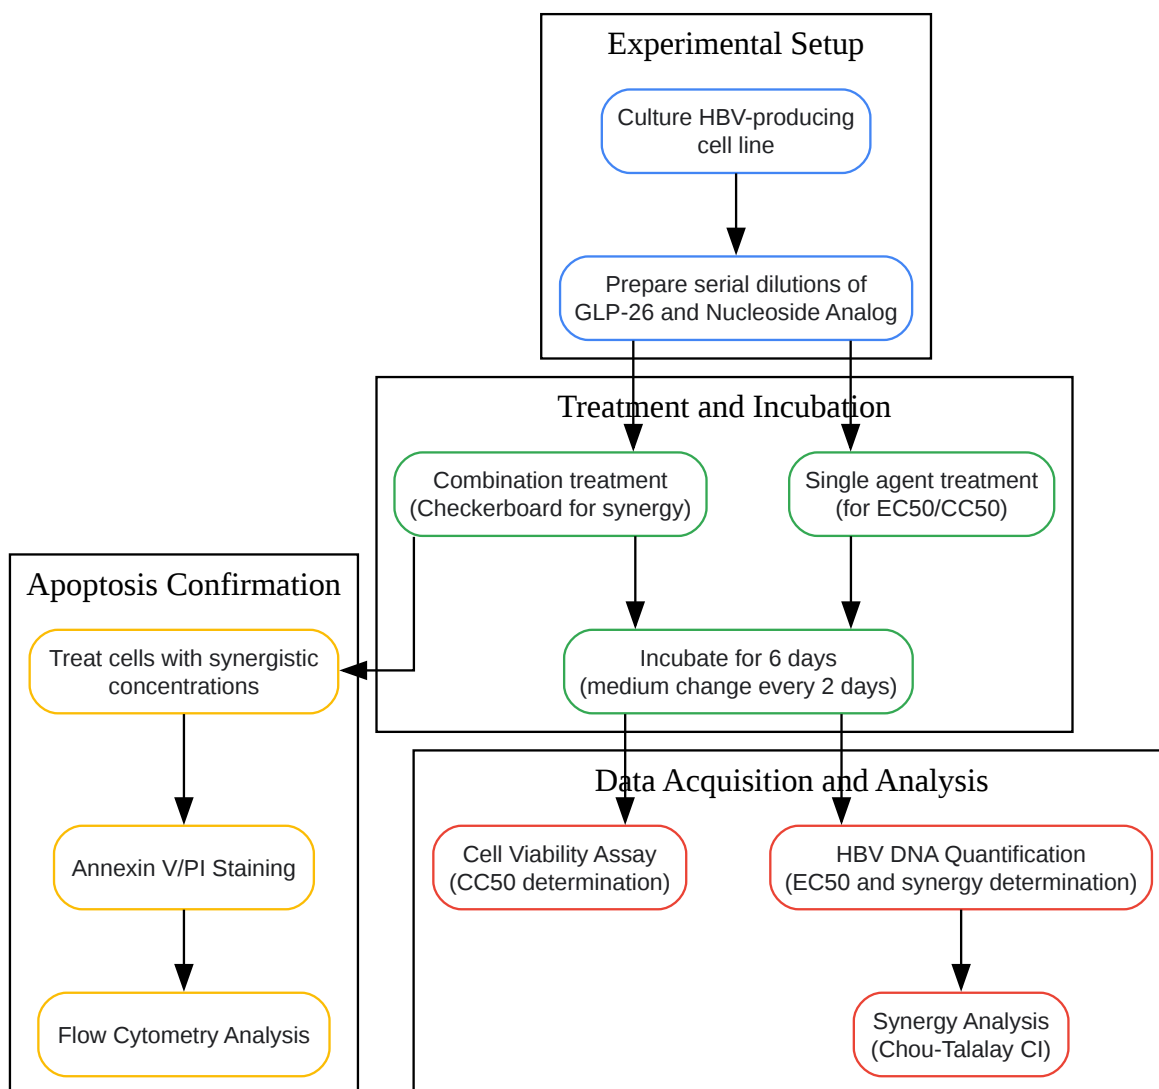 Experimental Setup
Culture HBV-producing
cell line
Prepare serial dilutions of
GLP-26 and Nucleoside Analog
Treatment and Incubation
Combination treatment
(Checkerboard for synergy)
Single agent treatment
(for EC50/CC50)
Incubate for 6 days
(medium change every 2 days)
Apoptosis Confirmation
Treat cells with synergistic
concentrations
Annexin V/PI Staining
Flow Cytometry Analysis
Data Acquisition and Analysis
Cell Viability Assay
(CC50 determination)
HBV DNA Quantification
(EC50 and synergy determination)
Synergy Analysis
(Chou-Talalay CI)